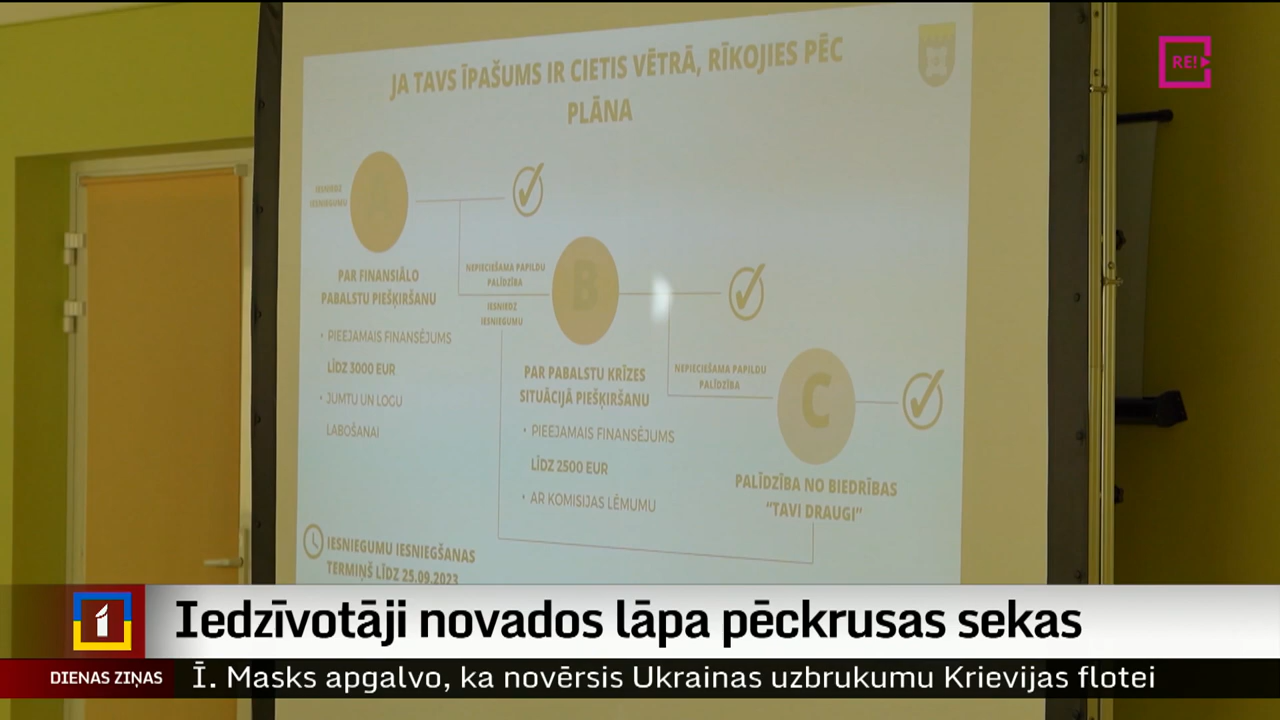 JA TAVS ĪPAŠUMS IR CIETIS VĒTRĀ, RĪKOJIES PĒC
PLĀNA
RE!
IESNIEDZ
IESNIEGUMU
A
PAR FINANSIĀLO
PABALSTU PIEŠĶIRŠANU
• PIEEJAMAIS FINANSĒJUMS
LĪDZ 3000 EUR
• JUMTU UN LOGU
LABOŠANAI
NEPIECIEŠAMA PAPILDU
PALĪDZĪBA
IESNIEDZ
IESNIEGUMU
B
PAR PABALSTU KRĪZES
SITUĀCIJĀ PIEŠĶIRŠANU
• PIEEJAMAIS FINANSĒJUMS
LĪDZ 2500 EUR
• AR KOMISIJAS LĒMUMU
NEPIECIEŠAMA PAPILDU
PALĪDZĪBA
C
PALĪDZĪBA NO BIEDRĪBAS
"TAVI DRAUGI"
IESNIEGUMU IESNIEGŠANAS
TERMIŅŠ LĪDZ 25.09.2023
1
Iedzīvotāji novados lāpa pēckrusas sekas
DIENAS ZIŅAS
Ī. Masks apgalvo, ka novērsis Ukrainas uzbrukumu Krievijas flotei